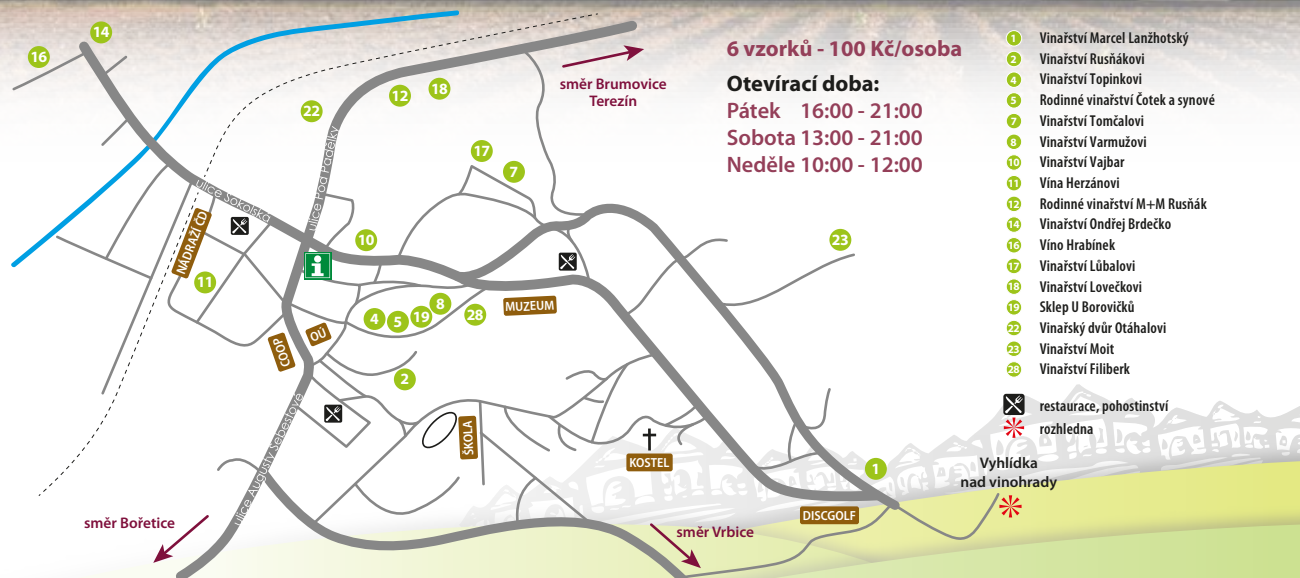 14
16
22
12
18
směr Brumovice
Terezín
6 vzorků - 100 Kč/osoba
Otevírací doba:
Pátek 16:00 - 21:00
Sobota 13:00 - 21:00
Neděle 10:00 - 12:00
1 Vinařství Marcel Lanžhotský
2 Vinařství Rusňákovi
4 Vinařství Topinkovi
5 Rodinné vinařství Čotek a synové
7 Vinařství Tomčalovi
8 Vinařství Varmužovi
10 Vinařství Vajbar
11 Vína Herzánovi
12 Rodinné vinařství M+M Rusňák
14 Vinařství Ondřej Brdečko
16 Víno Hrabínek
17 Vinařství Lůbalovi
18 Vinařství Lovečkovi
19 Sklep U Borovičků
22 Vinařský dvůr Otáhalovi
23 Vinařství Moit
28 Vinařství Filiberk
restaurace, pohostinství
rozhledna
ulice Pod Padělky
17
7
ulice Sokolská
NÁDRAŽÍ ČD
10
23
i
11
4
5
19
8
28
MUZEUM
COOP
OÚ
2
ulice Augusty Šebestové
ŠKOLA
KOSTEL
1
Vyhlídka
nad vinohrady
DISCGOLF
směr Bořetice
směr Vrbice